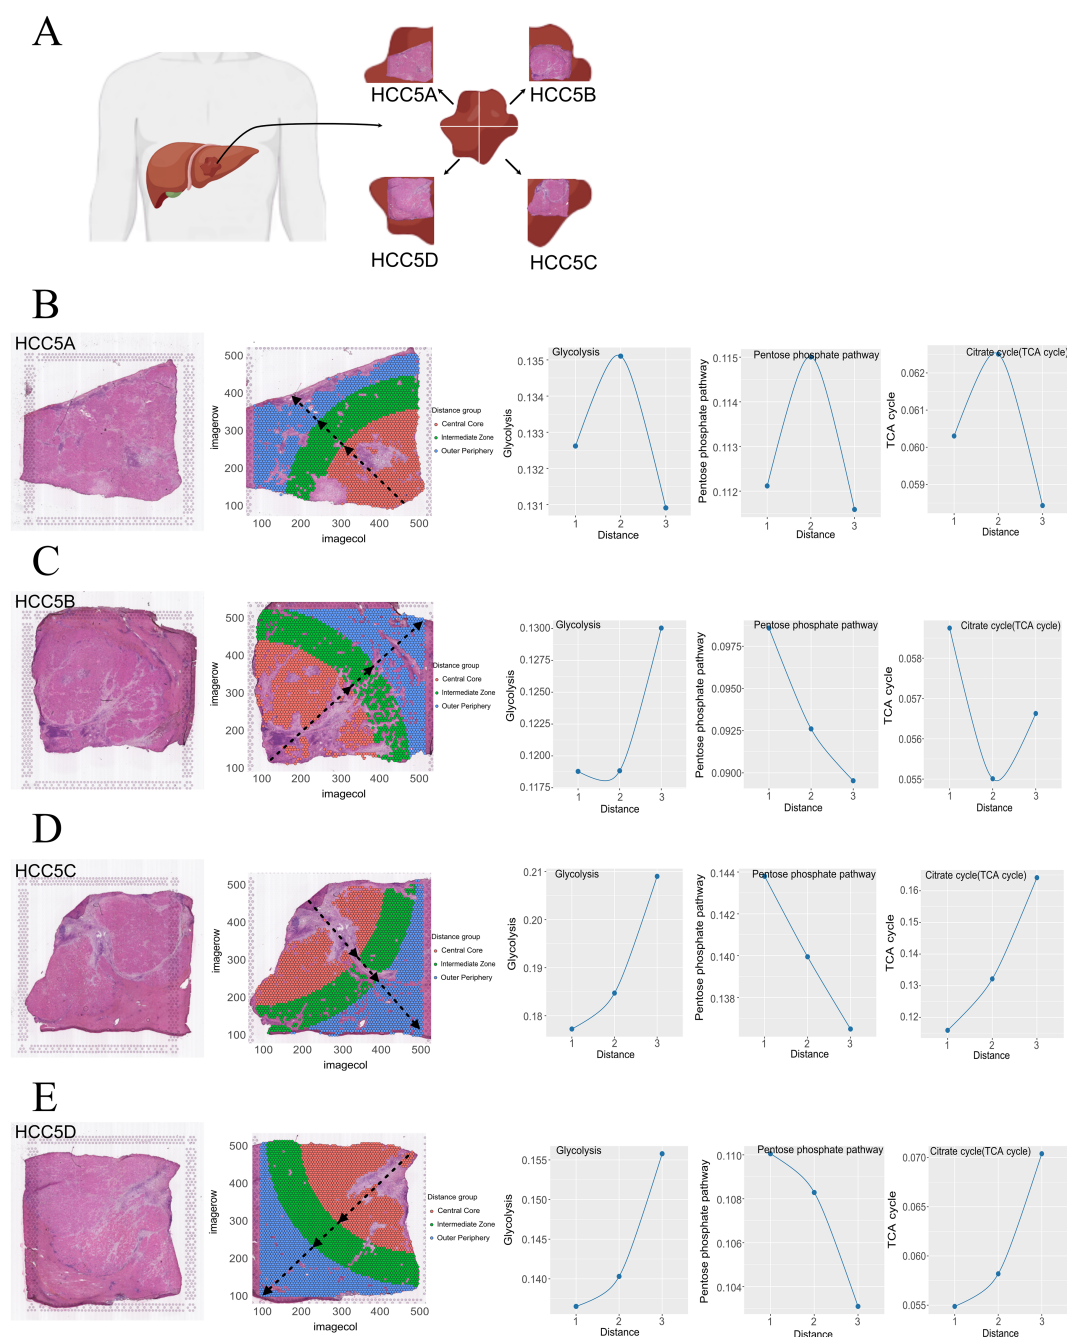 A
HCC5A
HCC5B
HCC5D
HCC5C
B
HCC5A
500
400
300
200
100
imagerow
100 200 300 400 500
imagecol
Distance group
Central Core
Intermediate Zone
Outer Periphery
Glycolysis
Glycolysis
0.135
0.134
0.133
0.132
0.131
1 2 3
Distance
Pentose phosphate pathway
Pentose phosphate pathway
0.115
0.114
0.113
0.112
1 2 3
Distance
Citrate cycle(TCA cycle)
TCA cycle
0.062
0.061
0.060
0.059
1 2 3
Distance
C
HCC5B
500
400
300
200
100
imagerow
100 200 300 400 500
imagecol
Distance group
Central Core
Intermediate Zone
Outer Periphery
Glycolysis
Glycolysis
0.1300
0.1275
0.1250
0.1225
0.1200
0.1175
1 2 3
Distance
Pentose phosphate pathway
Pentose phosphate pathway
0.0975
0.0950
0.0925
0.0900
1 2 3
Distance
Citrate cycle(TCA cycle)
TCA cycle
0.058
0.057
0.056
0.055
1 2 3
Distance
D
HCC5C
500
400
300
200
100
imagerow
100 200 300 400 500
imagecol
Distance group
Central Core
Intermediate Zone
Outer Periphery
Glycolysis
Glycolysis
0.21
0.20
0.19
0.18
1 2 3
Distance
Pentose phosphate pathway
Pentose phosphate pathway
0.144
0.142
0.140
0.138
1 2 3
Distance
Citrate cycle(TCA cycle)
TCA cycle
0.16
0.15
0.14
0.13
0.12
1 2 3
Distance
E
HCC5D
500
400
300
200
100
imagerow
100 200 300 400 500
imagecol
Distance group
Central Core
Intermediate Zone
Outer Periphery
Glycolysis
Glycolysis
0.155
0.150
0.145
0.140
1 2 3
Distance
Pentose phosphate pathway
Pentose phosphate pathway
0.110
0.108
0.106
0.104
1 2 3
Distance
Citrate cycle(TCA cycle)
TCA cycle
0.070
0.065
0.060
0.055
1 2 3
Distance